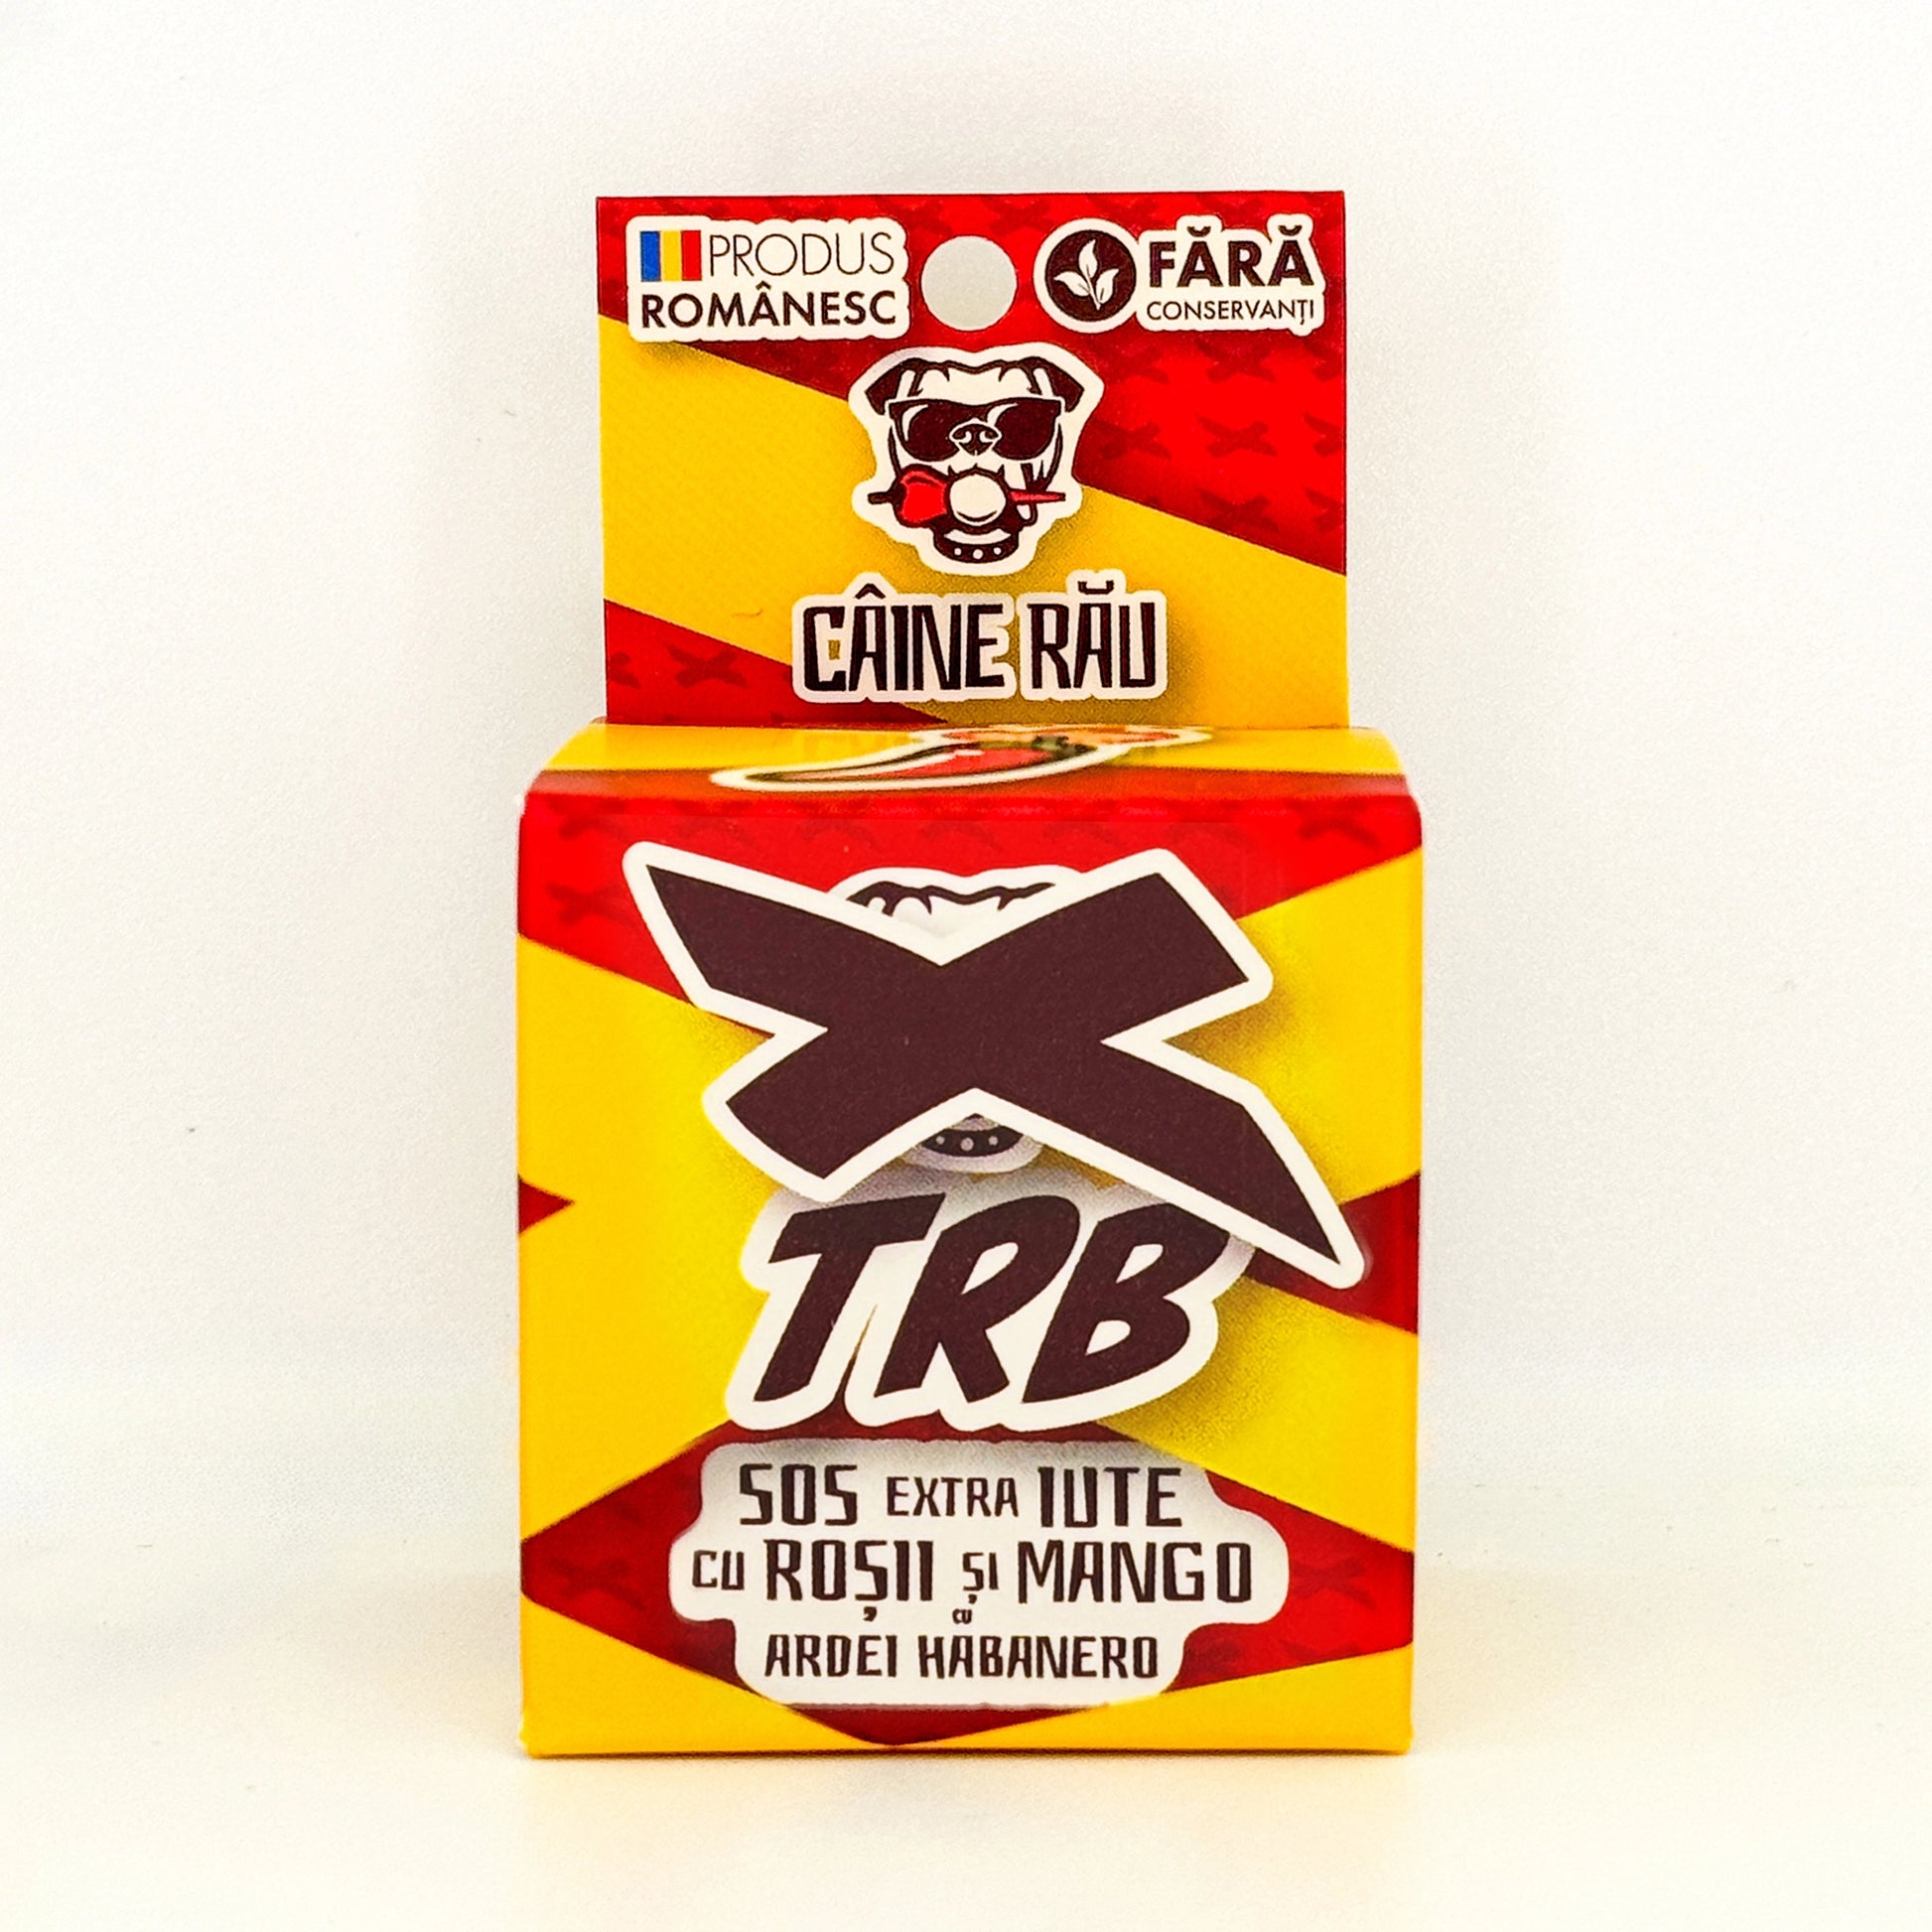 PRODUS
ROMÂNESC
FĂRĂ
CONSERVANȚI
CÂINE RĂU
X
TRB
SOS EXTRA IUTE
CU ROȘII ȘI MANGO
CU
ARDEI HABANERO